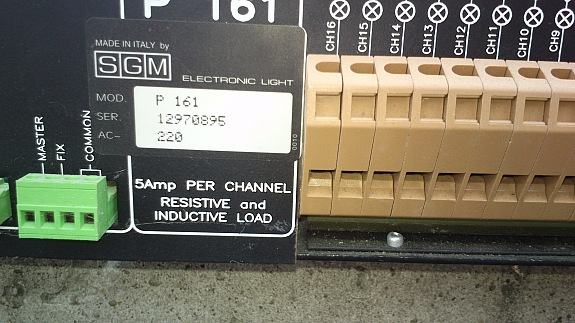 P 161
MADE IN ITALY by
SGM
ELECTRONIC LIGHT
MOD. P 161
SER. 12970895
AC~ 220
0010
MASTER
FIX
COMMON
5Amp PER CHANNEL
RESISTIVE and
INDUCTIVE LOAD
CH16
CH15
CH14
CH13
CH12
CH11
CH10
CH9